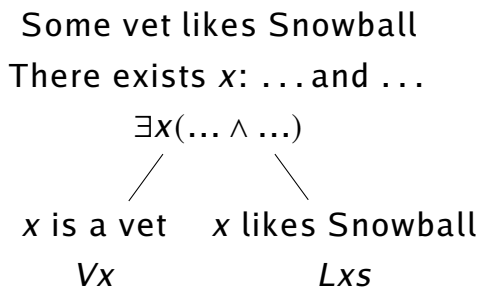 Some vet likes Snowball
There exists x: ...and ...
∃x(... ∧ ...)
x is a vet x likes Snowball
Vx Lxs